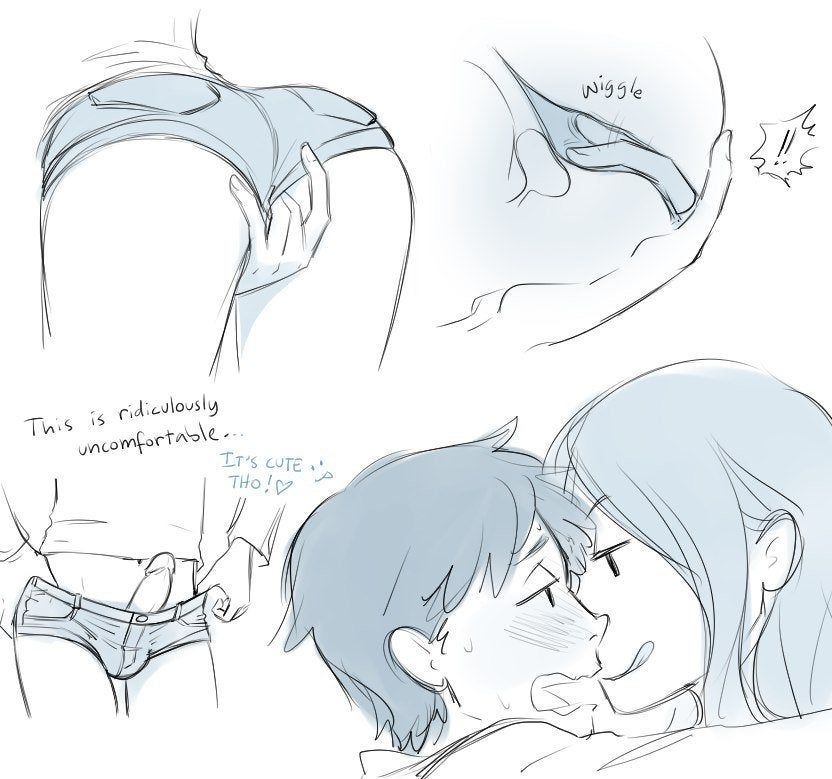 wiggle
!!
This is ridiculously
uncomfortable...
IT'S CUTE
THO! ♡